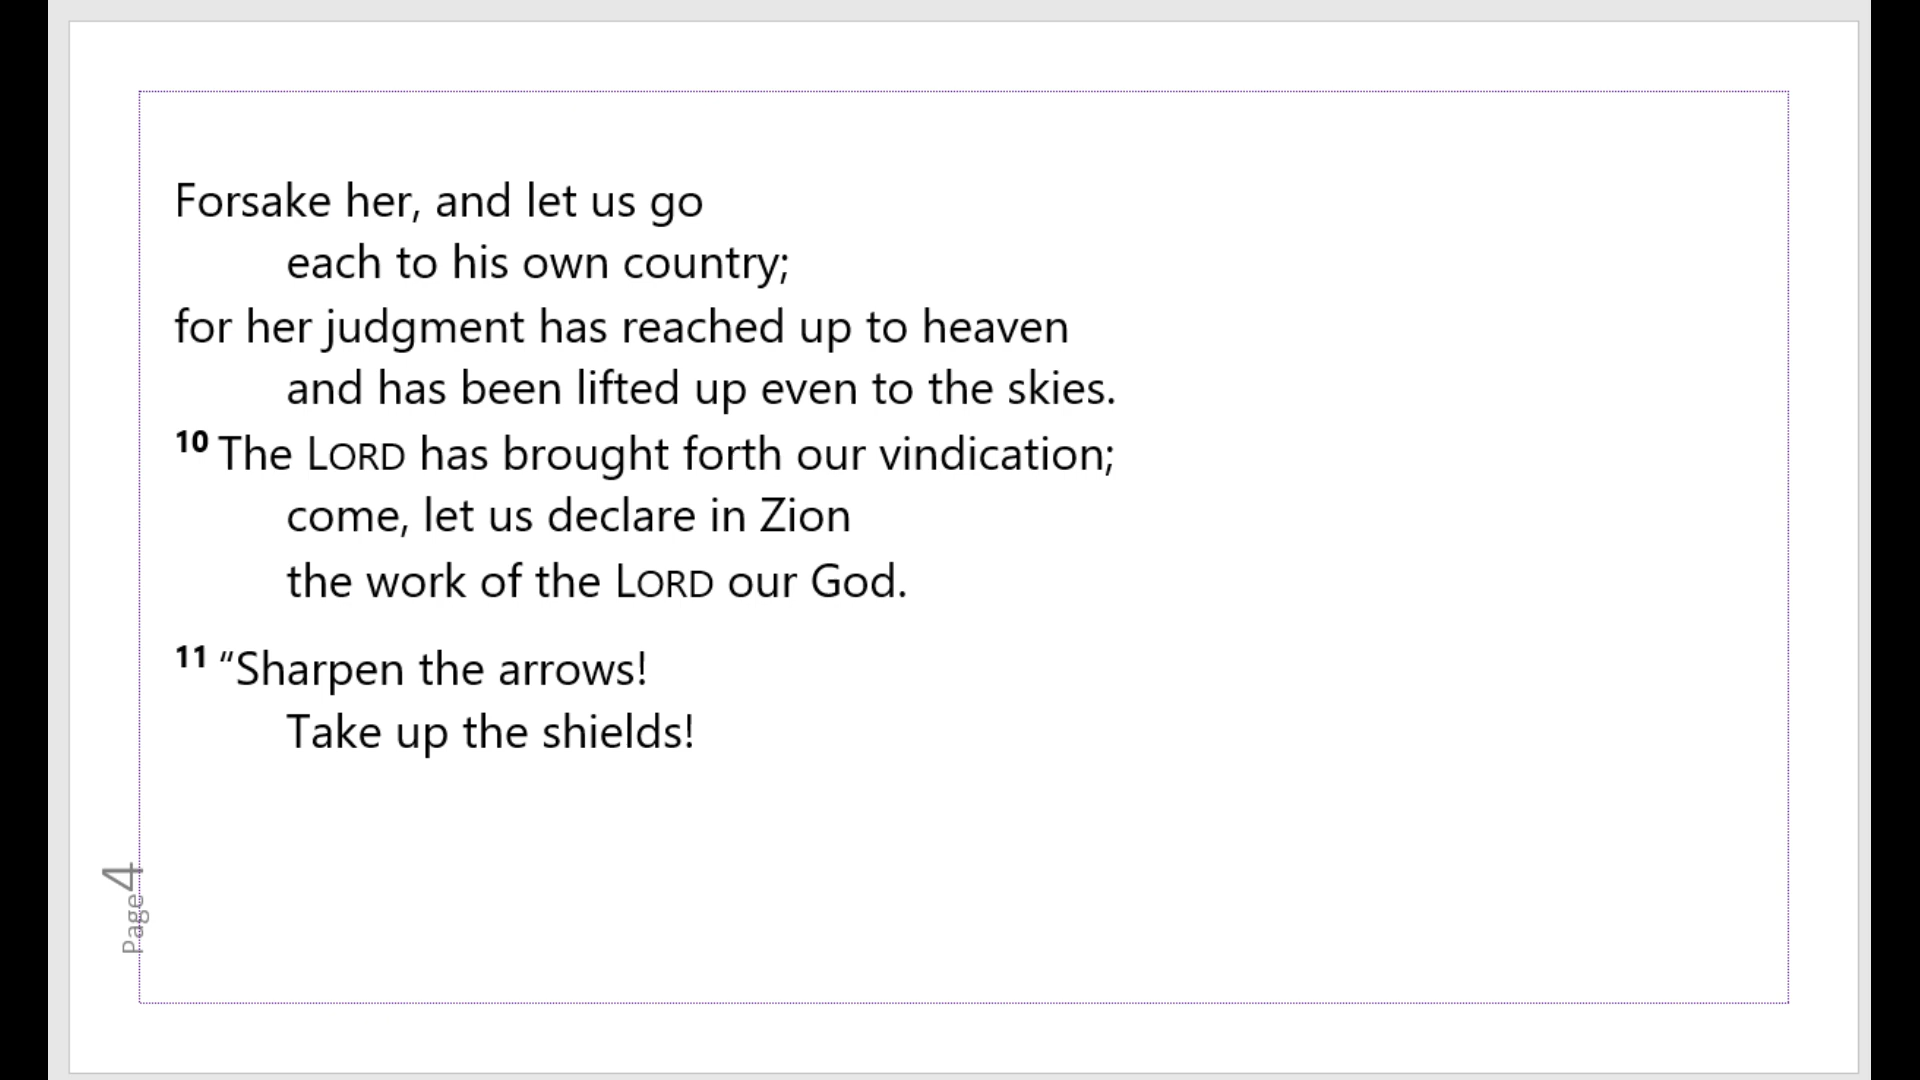 Forsake her, and let us go
each to his own country;
for her judgment has reached up to heaven
and has been lifted up even to the skies.
10 The LORD has brought forth our vindication;
come, let us declare in Zion
the work of the LORD our God.
11 “Sharpen the arrows!
Take up the shields!
Page4